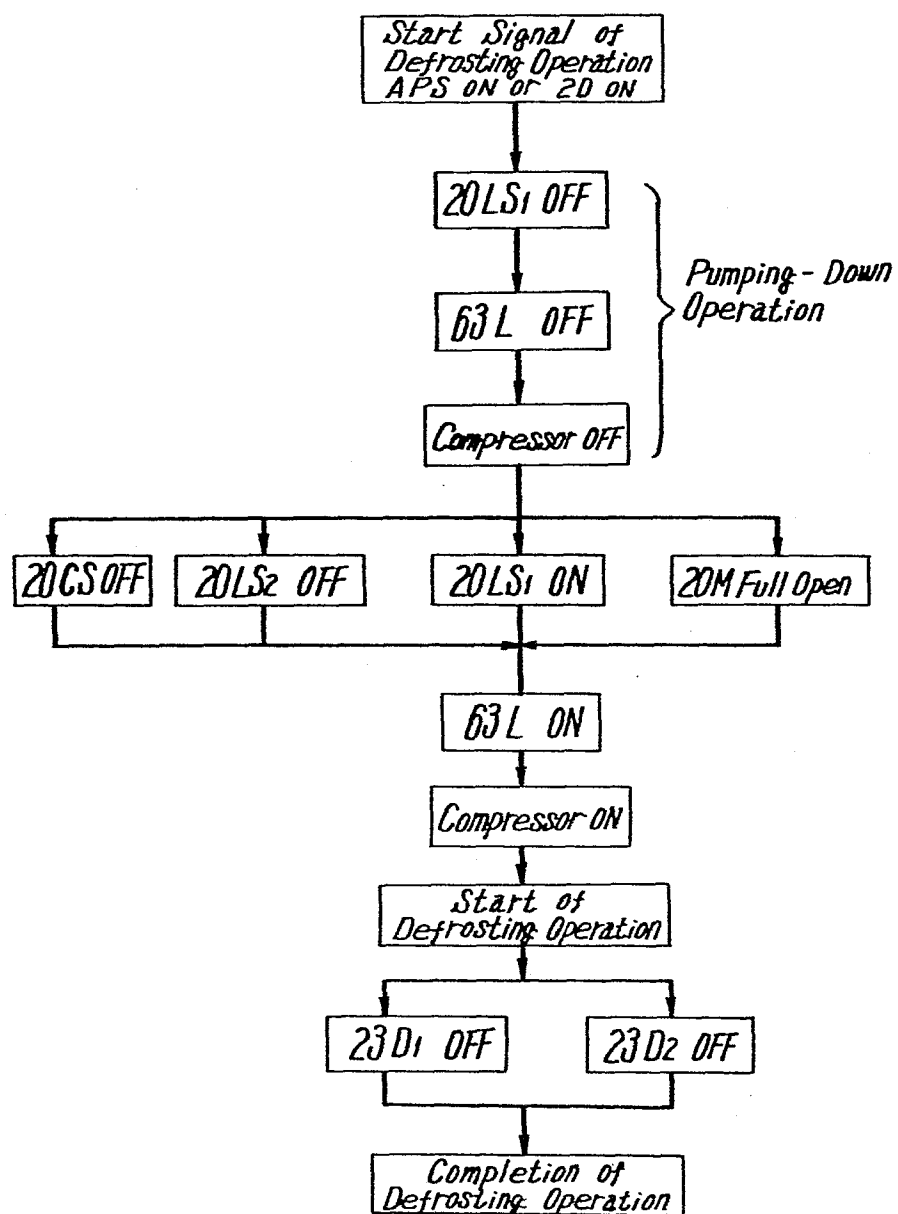 Start Signal of
Defrosting Operation
APS ON or 2D ON
20LS1 OFF
63L OFF
Compressor OFF
Pumping-Down
Operation
20CS OFF
20LS2 OFF
20LS1 ON
20M Full Open
63L ON
Compressor ON
Start of
Defrosting Operation
23D1 OFF
23D2 OFF
Completion of
Defrosting Operation